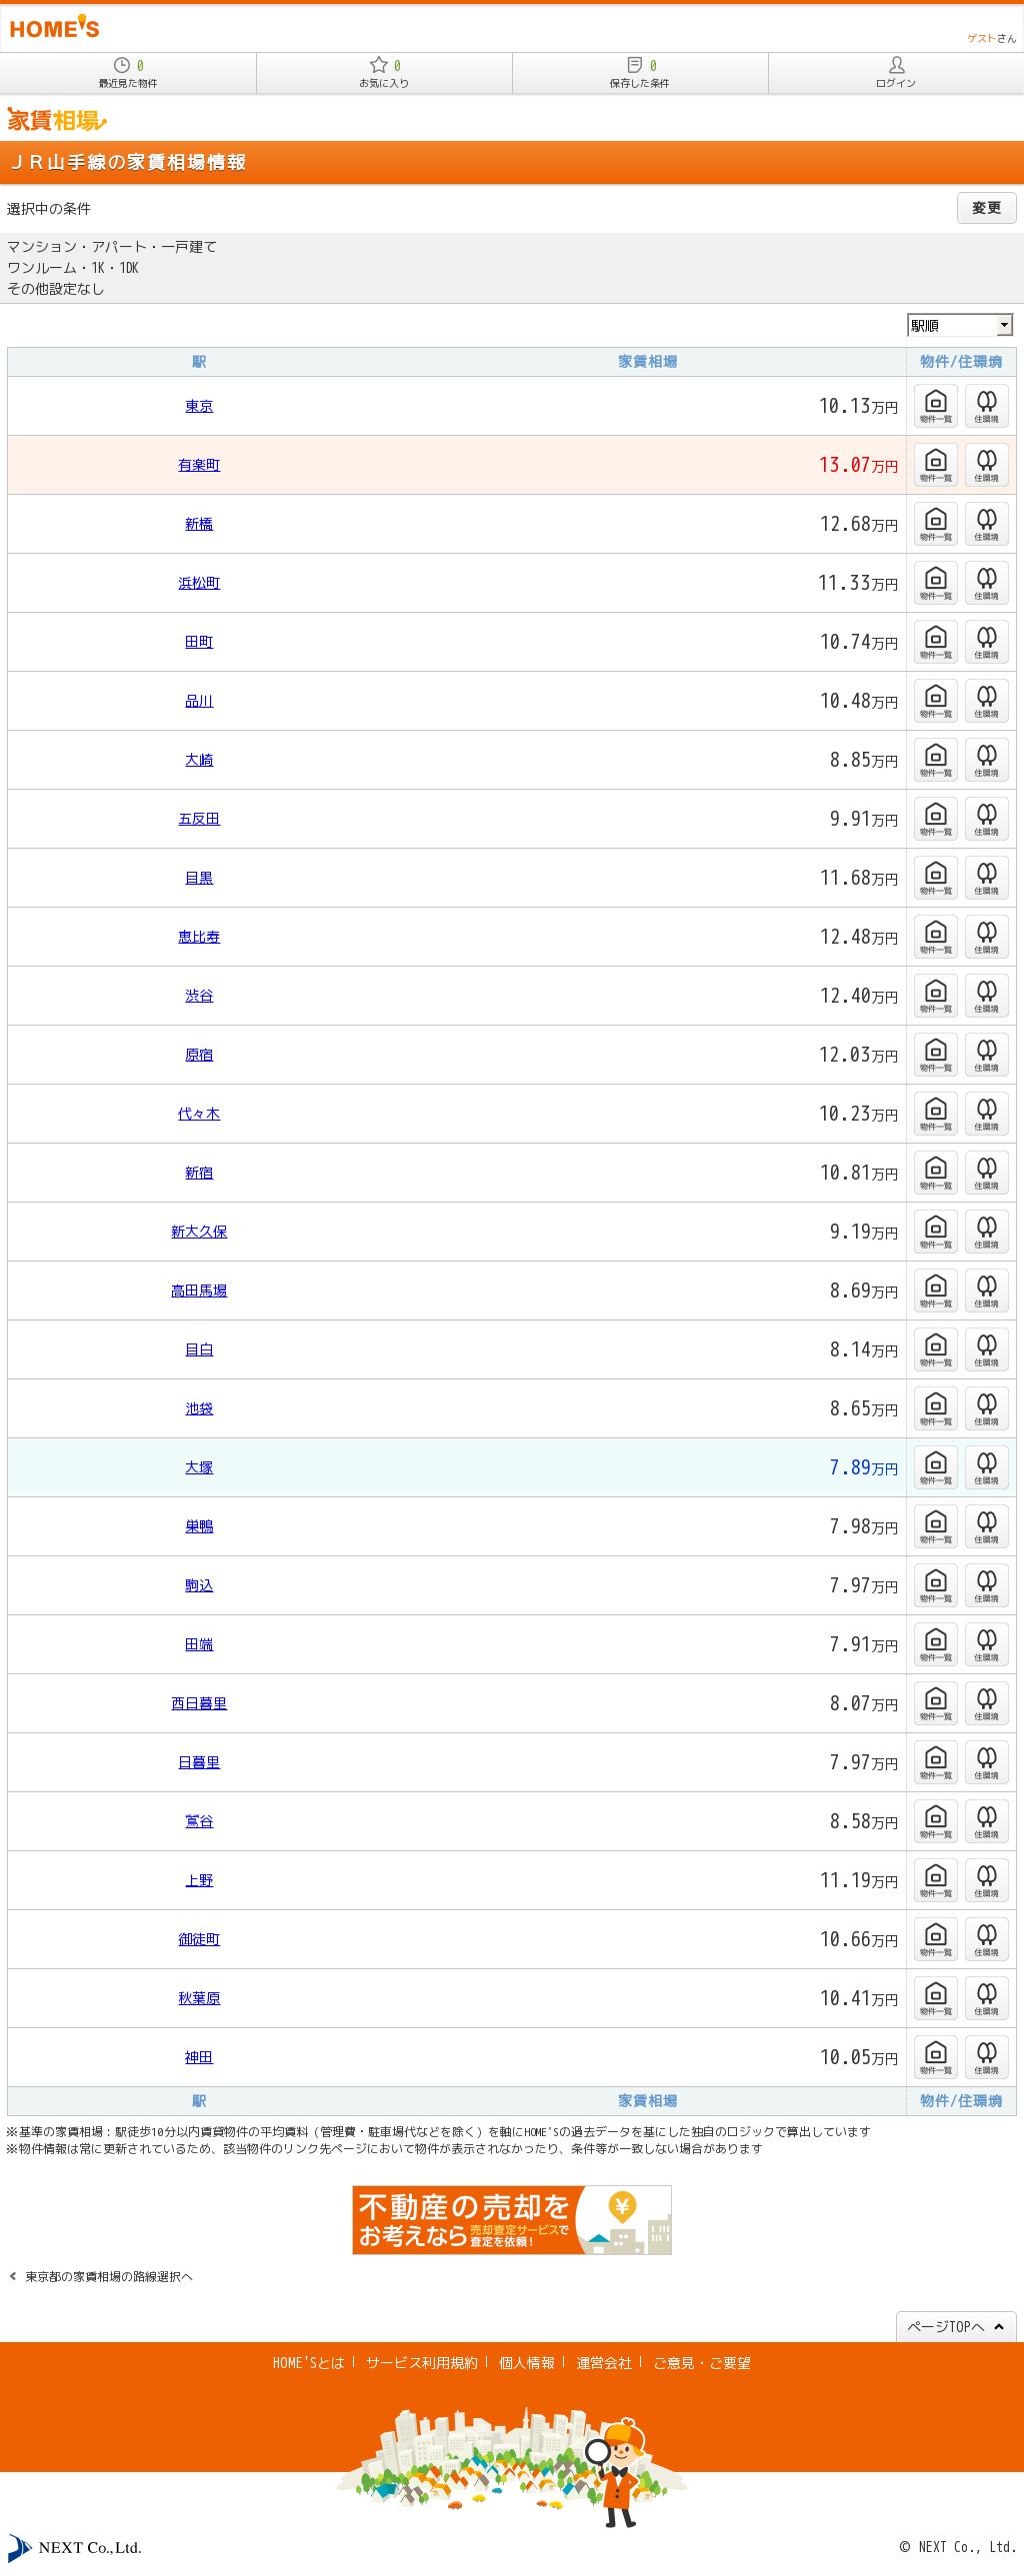 HOME'S
ゲストさん
0
最近見た物件
0
お気に入り
0
保存した条件
ログイン
家賃相場
ＪＲ山手線の家賃相場情報
選択中の条件
変更
マンション・アパート・一戸建て
ワンルーム・1K・1DK
その他設定なし
駅順
駅 家賃相場 物件/住環境
東京 10.13万円 物件一覧 住環境
有楽町 13.07万円 物件一覧 住環境
新橋 12.68万円 物件一覧 住環境
浜松町 11.33万円 物件一覧 住環境
田町 10.74万円 物件一覧 住環境
品川 10.48万円 物件一覧 住環境
大崎 8.85万円 物件一覧 住環境
五反田 9.91万円 物件一覧 住環境
目黒 11.68万円 物件一覧 住環境
恵比寿 12.48万円 物件一覧 住環境
渋谷 12.40万円 物件一覧 住環境
原宿 12.03万円 物件一覧 住環境
代々木 10.23万円 物件一覧 住環境
新宿 10.81万円 物件一覧 住環境
新大久保 9.19万円 物件一覧 住環境
高田馬場 8.69万円 物件一覧 住環境
目白 8.14万円 物件一覧 住環境
池袋 8.65万円 物件一覧 住環境
大塚 7.89万円 物件一覧 住環境
巣鴨 7.98万円 物件一覧 住環境
駒込 7.97万円 物件一覧 住環境
田端 7.91万円 物件一覧 住環境
西日暮里 8.07万円 物件一覧 住環境
日暮里 7.97万円 物件一覧 住環境
鴬谷 8.58万円 物件一覧 住環境
上野 11.19万円 物件一覧 住環境
御徒町 10.66万円 物件一覧 住環境
秋葉原 10.41万円 物件一覧 住環境
神田 10.05万円 物件一覧 住環境
駅 家賃相場 物件/住環境
※基準の家賃相場：駅徒歩10分以内賃貸物件の平均賃料（管理費・駐車場代などを除く）を軸にHOME'Sの過去データを基にした独自のロジックで算出しています
※物件情報は常に更新されているため、該当物件のリンク先ページにおいて物件が表示されなかったり、条件等が一致しない場合があります
不動産の売却を
お考えなら売却査定サービスで査定を依頼！
¥
東京都の家賃相場の路線選択へ
ページTOPへ
HOME'Sとは サービス利用規約 個人情報 運営会社 ご意見・ご要望
NEXT Co.,Ltd.
© NEXT Co., Ltd.